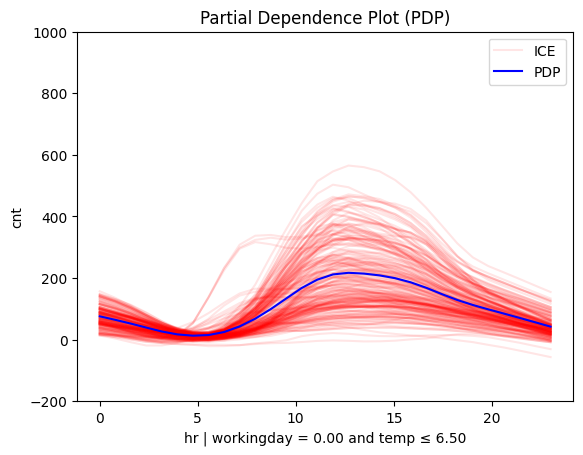 Partial Dependence Plot (PDP)
1000
800
600
400
200
0
−200
cnt
ICE
PDP
0
5
10
15
20
hr | workingday = 0.00 and temp ≤ 6.50